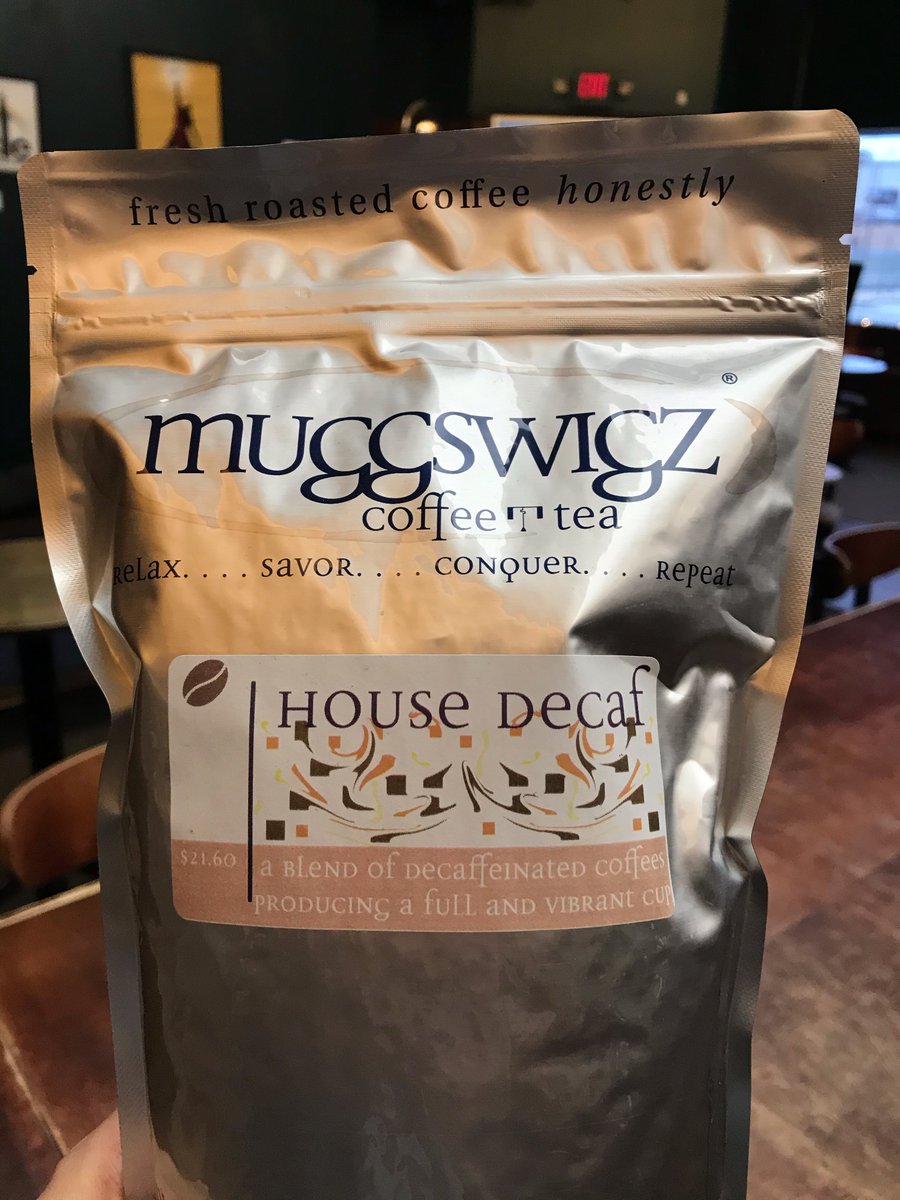 EXIT
fresh roasted coffee honestly
muggswigz ®
coffee T tea
Relax. . . . savor. . . . conquer. . . . Repeat
House Decaf
$21.60
a blend of decaffeinated coffees
producing a full and vibrant cup